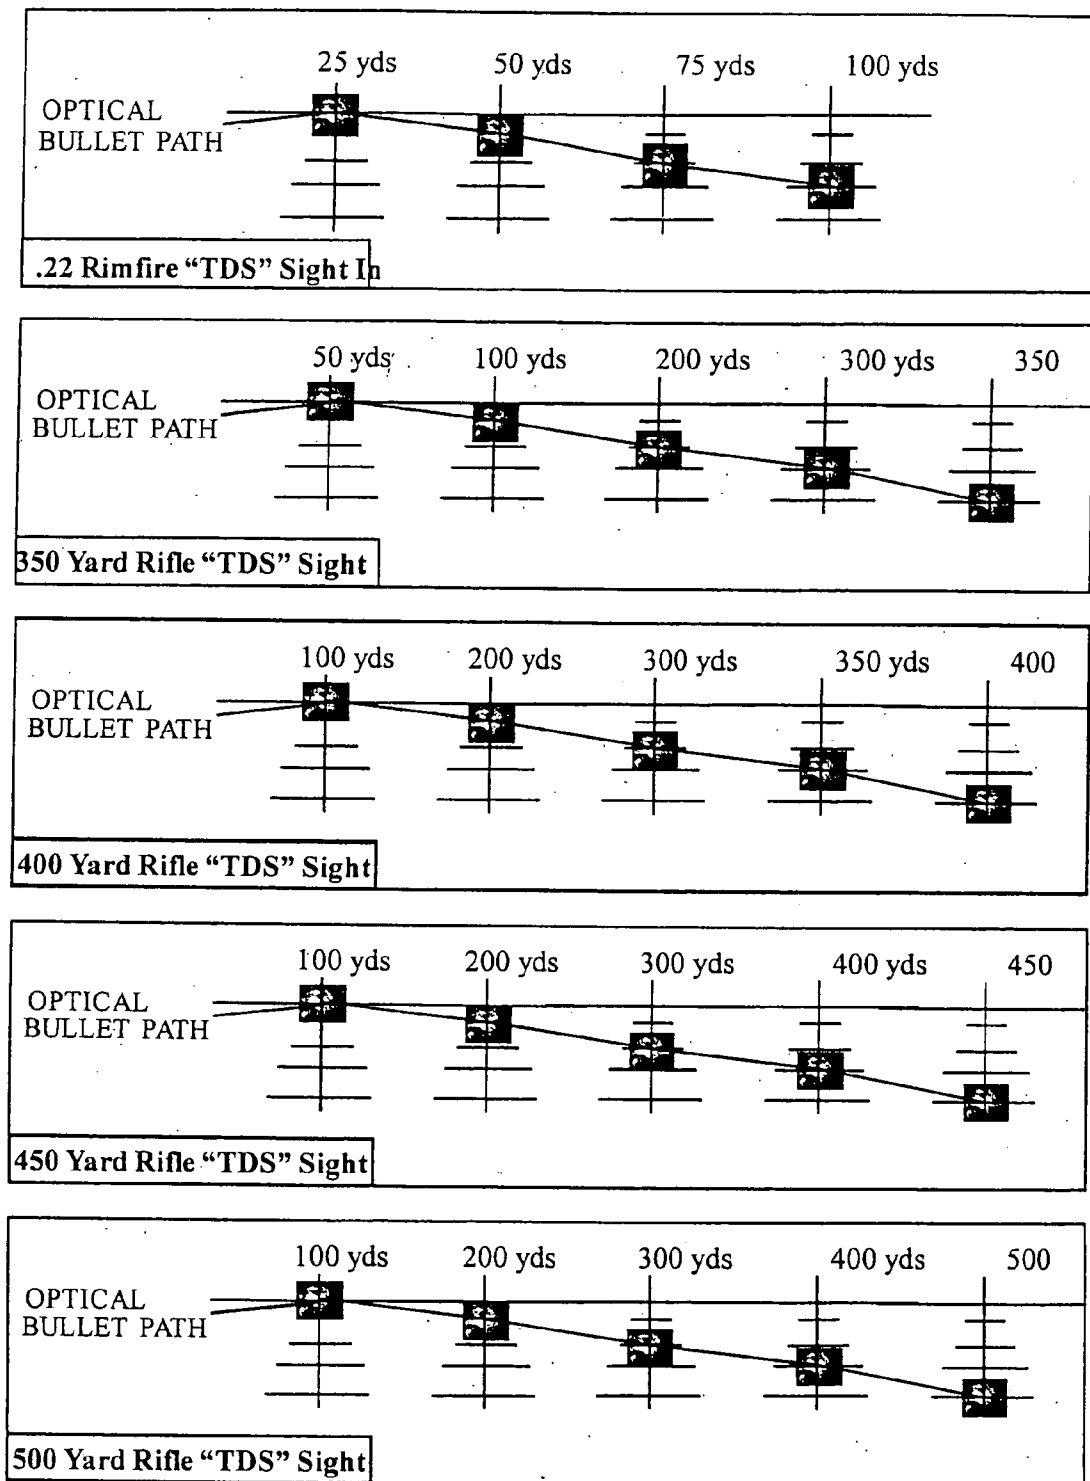 25 yds 50 yds 75 yds 100 yds
OPTICAL
BULLET PATH
.22 Rimfire “TDS” Sight In
50 yds 100 yds 200 yds 300 yds 350
OPTICAL
BULLET PATH
350 Yard Rifle “TDS” Sight
100 yds 200 yds 300 yds 350 yds 400
OPTICAL
BULLET PATH
400 Yard Rifle “TDS” Sight
100 yds 200 yds 300 yds 400 yds 450
OPTICAL
BULLET PATH
450 Yard Rifle “TDS” Sight
100 yds 200 yds 300 yds 400 yds 500
OPTICAL
BULLET PATH
500 Yard Rifle “TDS” Sight